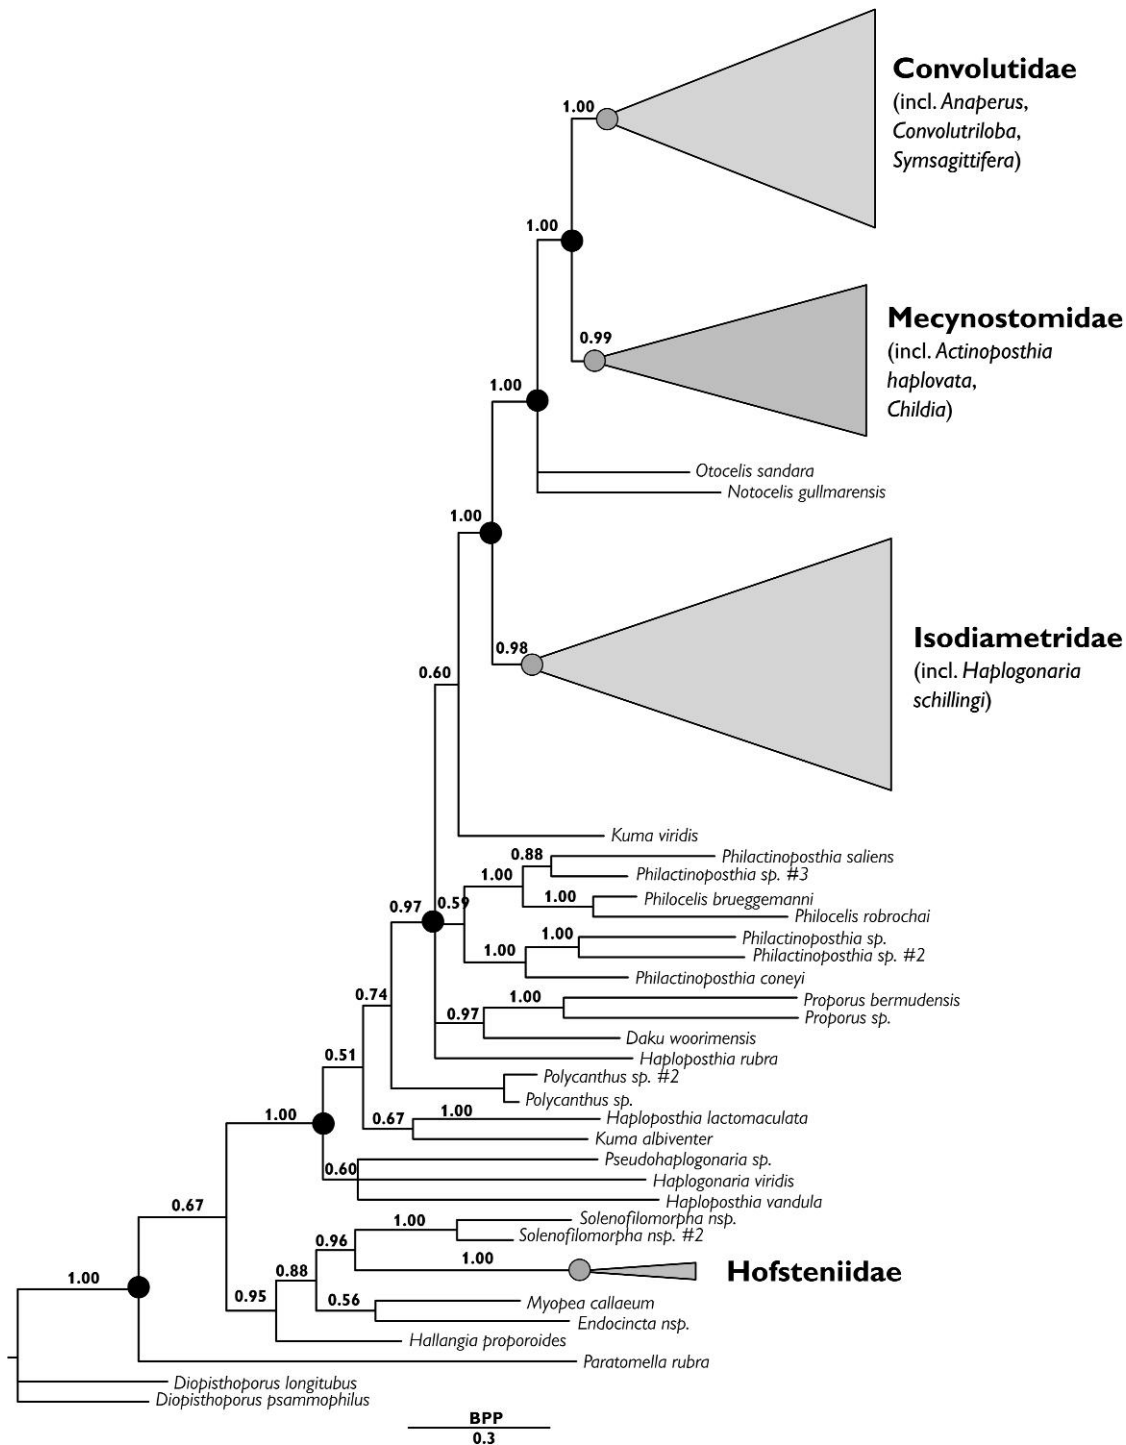 1.00
Convolutidae
(incl. Anaperus,
Convolutriloba,
Symsagittifera)
1.00
0.99
Mecynostomidae
(incl. Actinoposthia
haplovata,
Childia)
1.00
Otocelis sandara
Notocelis gullmarensis
1.00
0.98
Isodiametridae
(incl. Haplogonaria
schillingi)
0.60
Kuma viridis
0.88
Philactinoposthia saliens
1.00
Philactinoposthia sp. #3
1.00
Philocelis brueggemanni
0.97
0.59
Philocelis robrochai
1.00
Philactinoposthia sp.
1.00
Philactinoposthia sp. #2
Philactinoposthia coneyi
0.74
1.00
Proporus bermudensis
0.97
Proporus sp.
Daku woorimensis
0.51
Haploposthia rubra
Polycanthus sp. #2
Polycanthus sp.
1.00
0.67
1.00
Haploposthia lactomaculata
Kuma albiventer
Pseudohaplogonaria sp.
0.60
Haplogonaria viridis
Haploposthia vandula
0.67
1.00
Solenofilomorpha nsp.
0.96
Solenofilomorpha nsp. #2
1.00
Hofsteniidae
0.88
1.00
0.95
0.56
Myopea callaeum
Endocincta nsp.
Hallangia proporoides
Paratomella rubra
Diopisthoporus longitubus
Diopisthoporus psammophilus
BPP
0.3